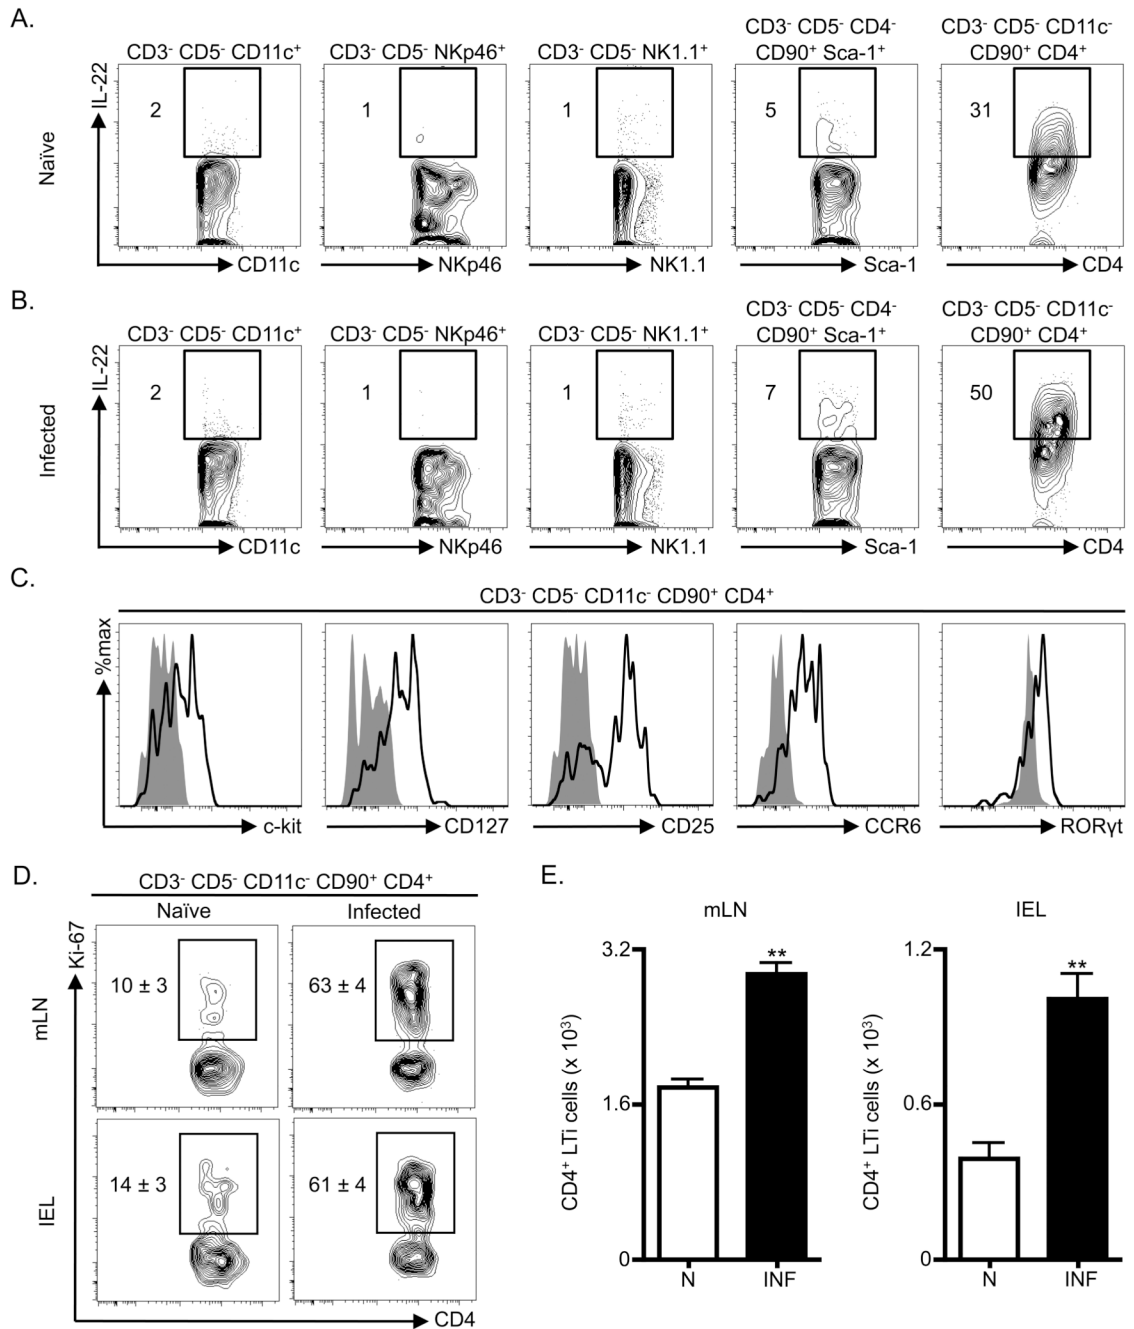 A.
CD3- CD5- CD11c+
CD3- CD5- NKp46+
CD3- CD5- NK1.1+
CD3- CD5- CD4-
CD90+ Sca-1+
CD3- CD5- CD11c-
CD90+ CD4+
Naïve
IL-22
2
1
1
5
31
CD11c
NKp46
NK1.1
Sca-1
CD4
B.
CD3- CD5- CD11c+
CD3- CD5- NKp46+
CD3- CD5- NK1.1+
CD3- CD5- CD4-
CD90+ Sca-1+
CD3- CD5- CD11c-
CD90+ CD4+
Infected
IL-22
2
1
1
7
50
CD11c
NKp46
NK1.1
Sca-1
CD4
C.
CD3- CD5- CD11c- CD90+ CD4+
%max
c-kit
CD127
CD25
CCR6
RORγt
D.
CD3- CD5- CD11c- CD90+ CD4+
Naïve
Infected
Ki-67
mLN
10 ± 3
63 ± 4
IEL
14 ± 3
61 ± 4
CD4
E.
mLN
CD4+ LTi cells (x 10³)
3.2
1.6
0
**
N
INF
IEL
CD4+ LTi cells (x 10³)
1.2
0.6
0
**
N
INF